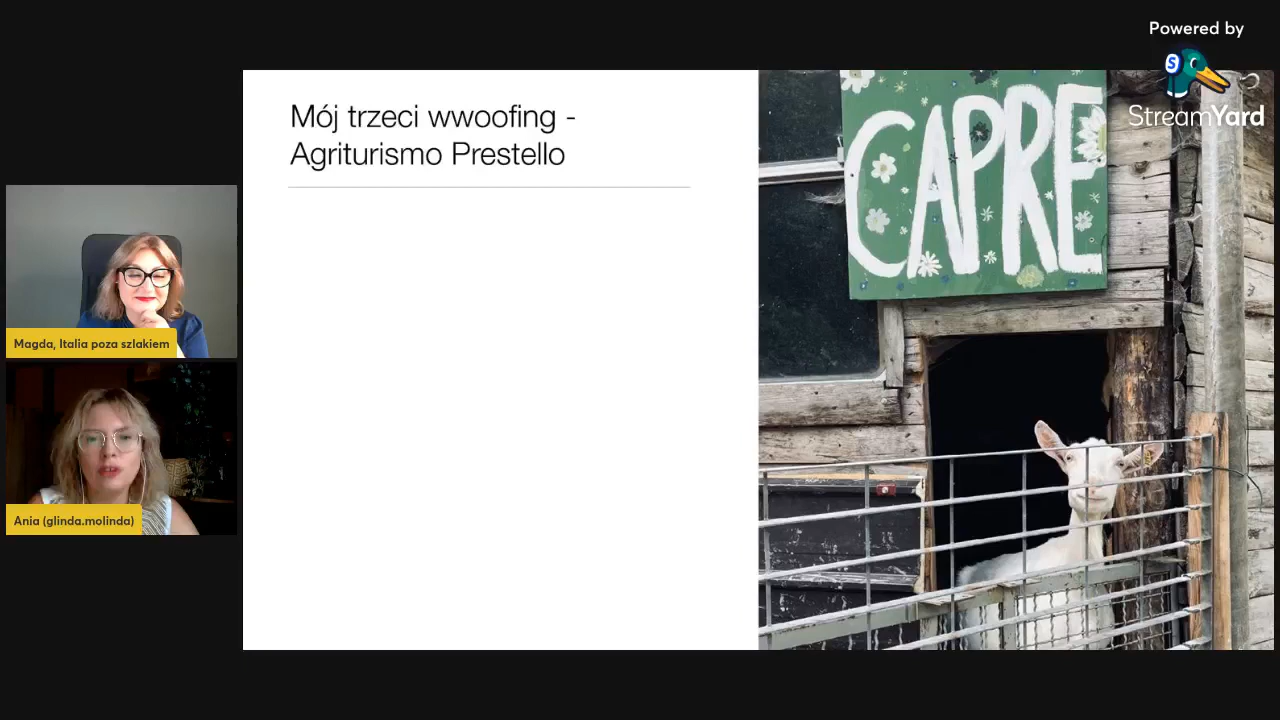 Powered by
StreamYard
Mój trzeci wwoofing -
Agriturismo Prestello
CAPRE
Magda, Italia poza szlakiem
Ania (glinda.molinda)